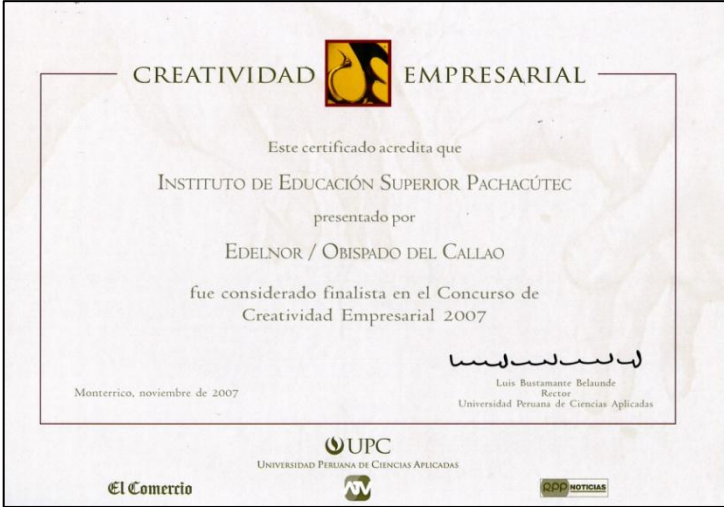 CREATIVIDAD EMPRESARIAL
Este certificado acredita que
INSTITUTO DE EDUCACIÓN SUPERIOR PACHACÚTEC
presentado por
EDELNOR / OBISPADO DEL CALLAO
fue considerado finalista en el Concurso de
Creatividad Empresarial 2007
Luis Bustamante Belaunde
Monterrico, noviembre de 2007
Rector
Universidad Peruana de Ciencias Aplicadas
UPC
UNIVERSIDAD PERUANA DE CIENCIAS APLICADAS
El Comercio
ATV
RPP NOTICIAS